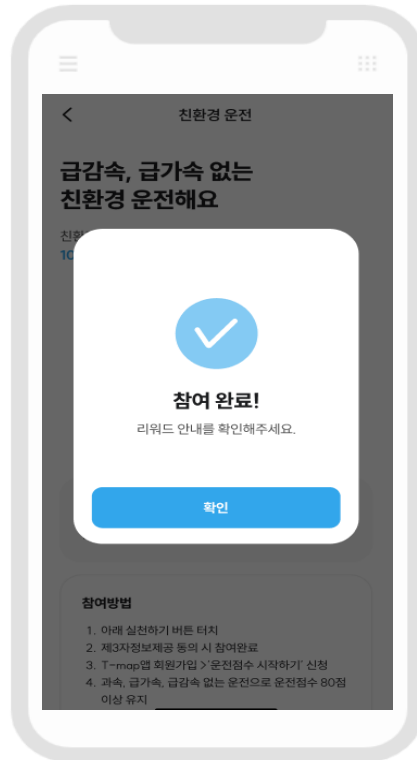 친환경 운전
급감속, 급가속 없는
친환경 운전해요
친환
10
참여 완료!
리워드 안내를 확인해주세요.
확인
참여방법
1. 아래 실천하기 버튼 터치
2. 제3자정보제공 동의 시 참여완료
3. T-map앱 회원가입 >'운전점수 시작하기' 신청
4. 과속, 급가속, 급감속 없는 운전으로 운전점수 80점
이상 유지